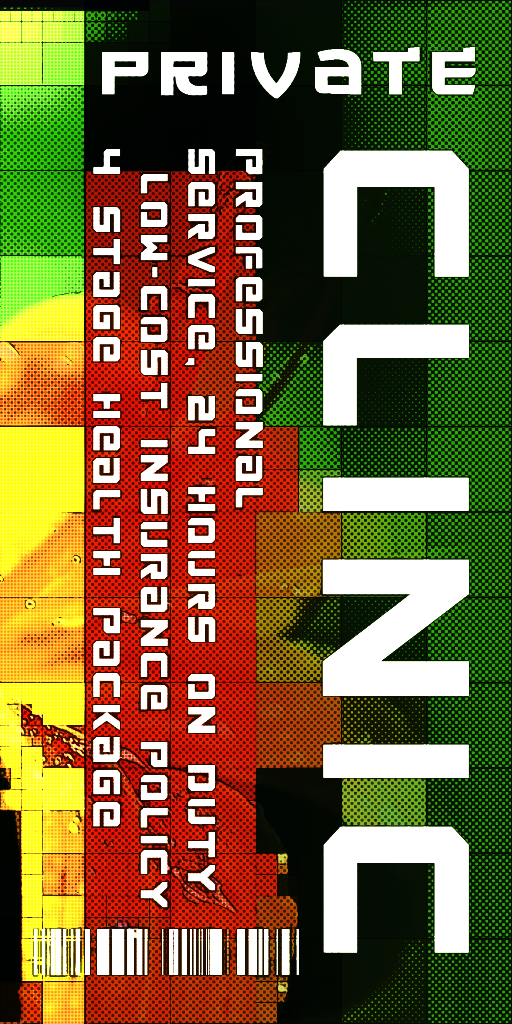 PRIVATE
CLINIC
PROFESSIONAL
SERVICE, 24 HOURS ON DUTY
LOW-COST INSURANCE POLICY
4 STAGE HEALTH PACKAGE